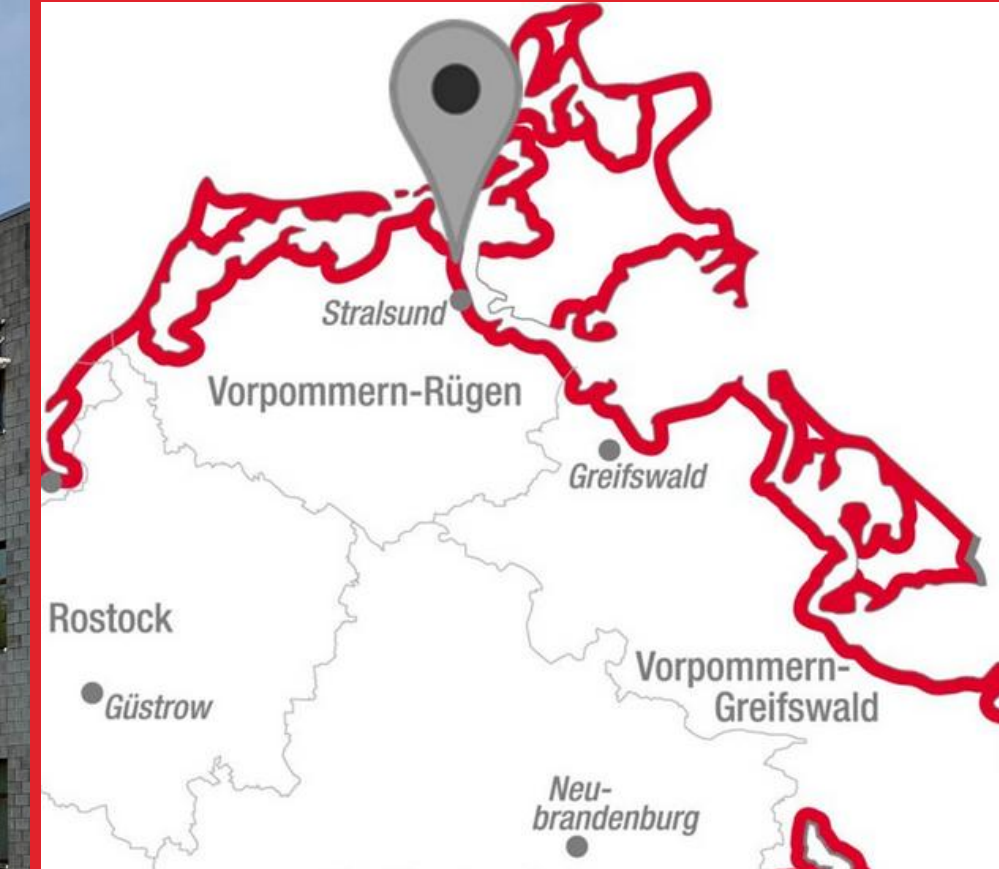 Stralsund
Vorpommern-Rügen
Greifswald
Rostock
Güstrow
Vorpommern-
Greifswald
Neu-
brandenburg